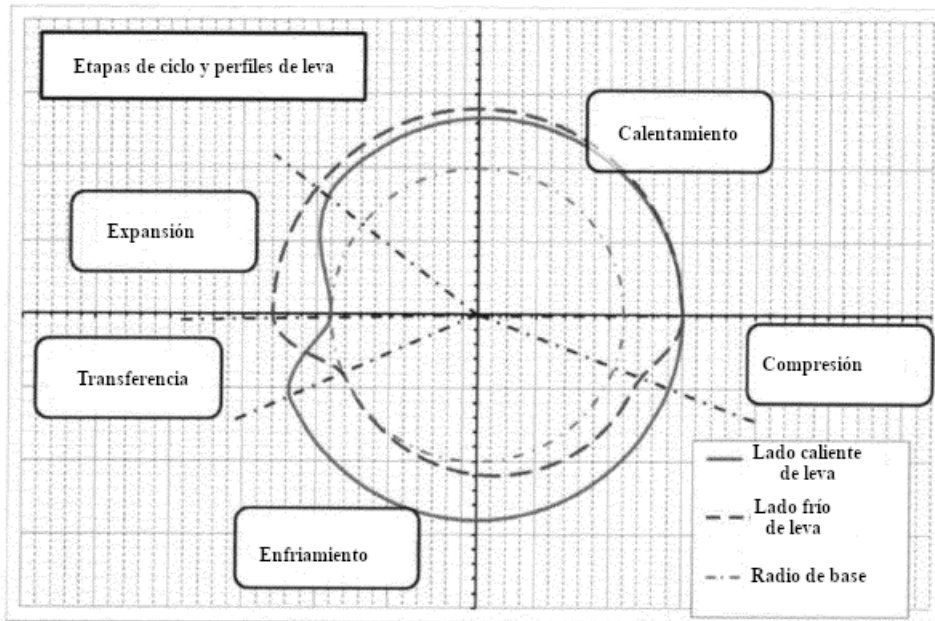 Etapas de ciclo y perfiles de leva
Calentamiento
Expansión
Transferencia
Compresión
Enfriamiento
Lado caliente
de leva
Lado frío
de leva
Radio de base